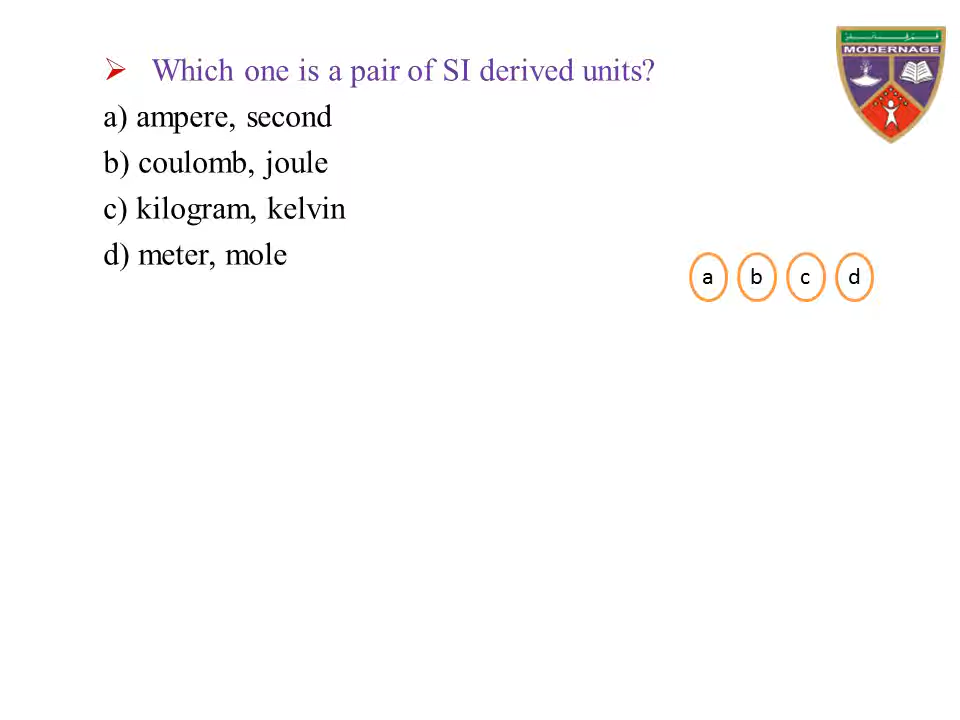 ➢ Which one is a pair of SI derived units?
a) ampere, second
b) coulomb, joule
c) kilogram, kelvin
d) meter, mole
a b c d
MODERNAGE